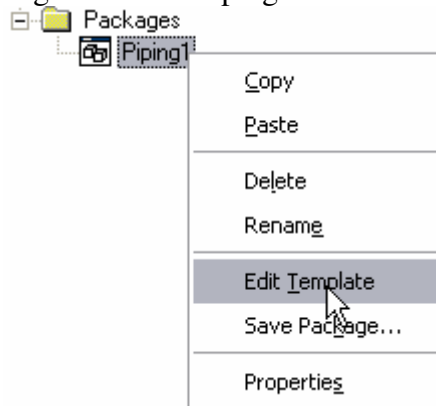 Packages
Piping1
Copy
Paste
Delete
Rename
Edit Template
Save Package...
Properties